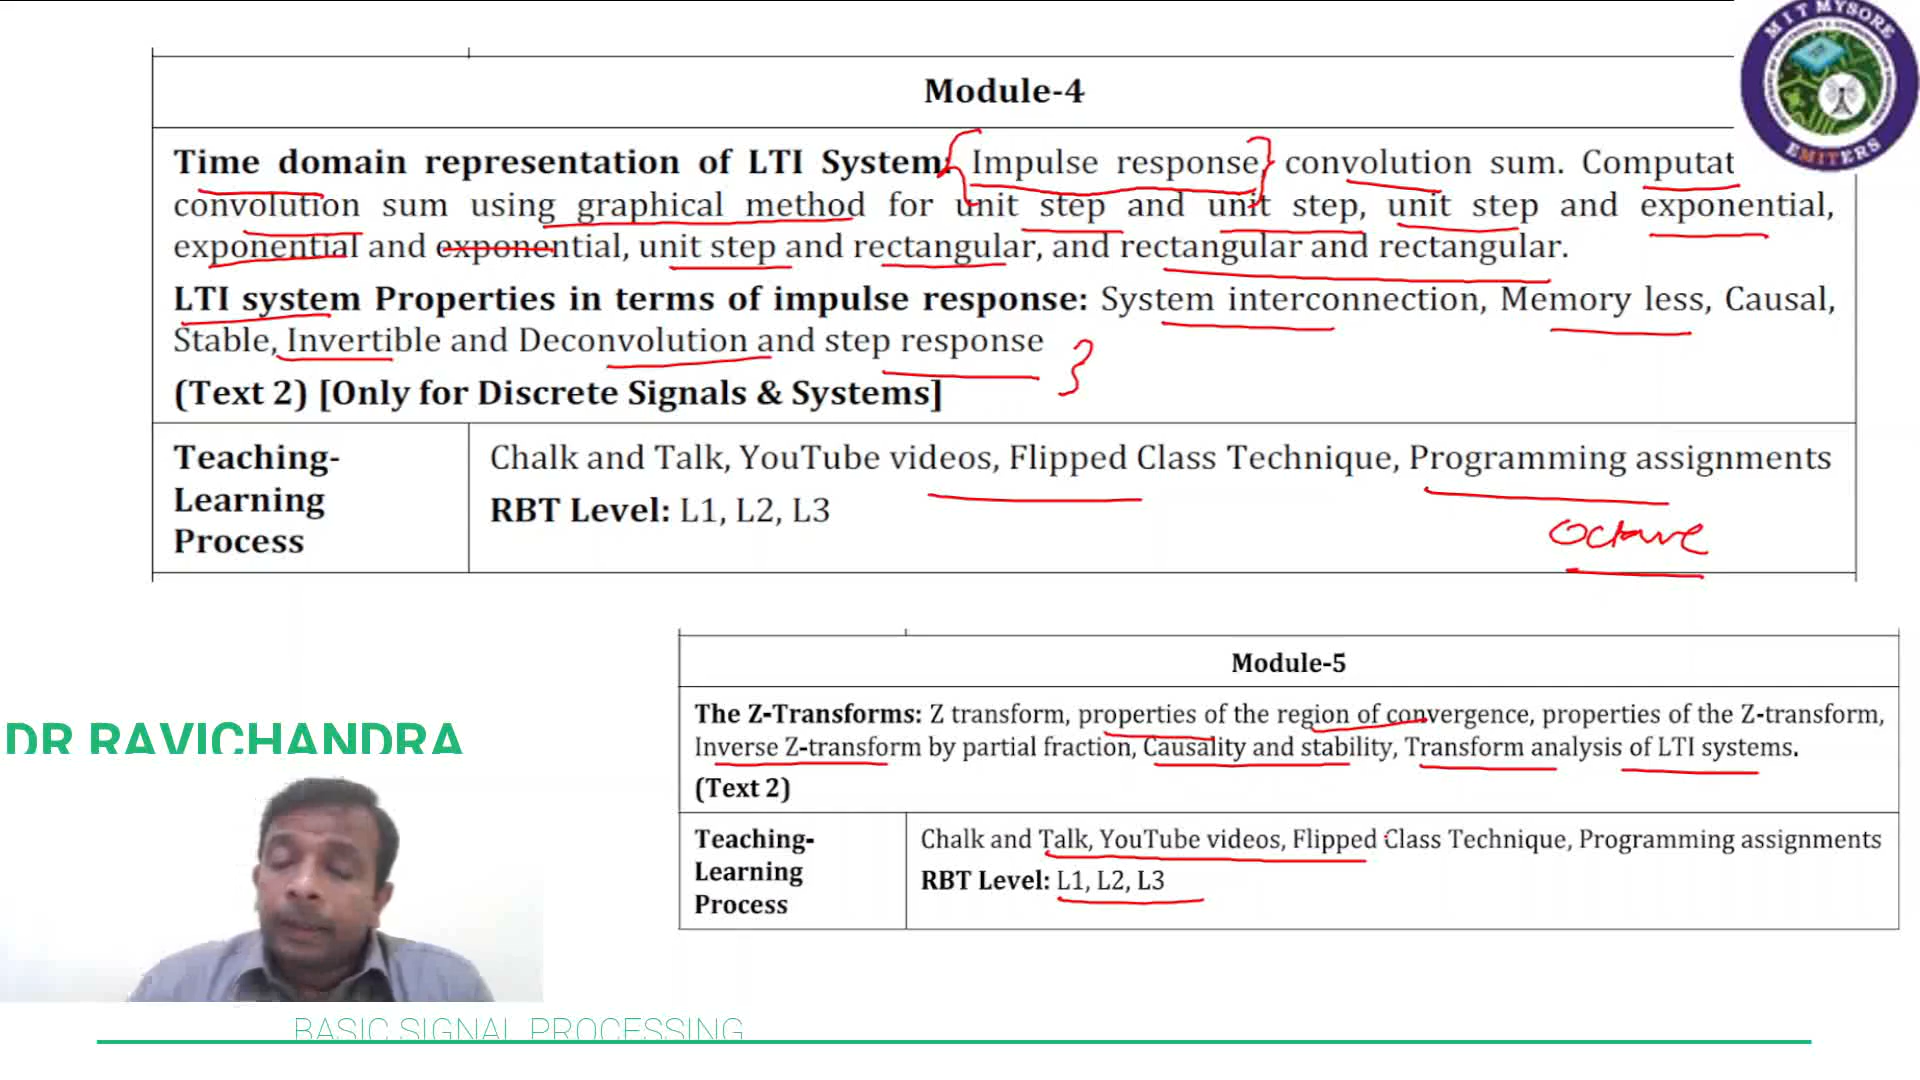 MIT MYSORE
EMITERS
Module-4
Time domain representation of LTI System: Impulse response, convolution sum. Computat
convolution sum using graphical method for unit step and unit step, unit step and exponential,
exponential and exponential, unit step and rectangular, and rectangular and rectangular.
LTI system Properties in terms of impulse response: System interconnection, Memory less, Causal,
Stable, Invertible and Deconvolution and step response
(Text 2) [Only for Discrete Signals & Systems]
Teaching-
Learning
Process
Chalk and Talk, YouTube videos, Flipped Class Technique, Programming assignments
RBT Level: L1, L2, L3
Octave
Module-5
The Z-Transforms: Z transform, properties of the region of convergence, properties of the Z-transform,
Inverse Z-transform by partial fraction, Causality and stability, Transform analysis of LTI systems.
(Text 2)
Teaching-
Learning
Process
Chalk and Talk, YouTube videos, Flipped Class Technique, Programming assignments
RBT Level: L1, L2, L3
DR RAVICHANDRA
BASIC SIGNAL PROCESSING